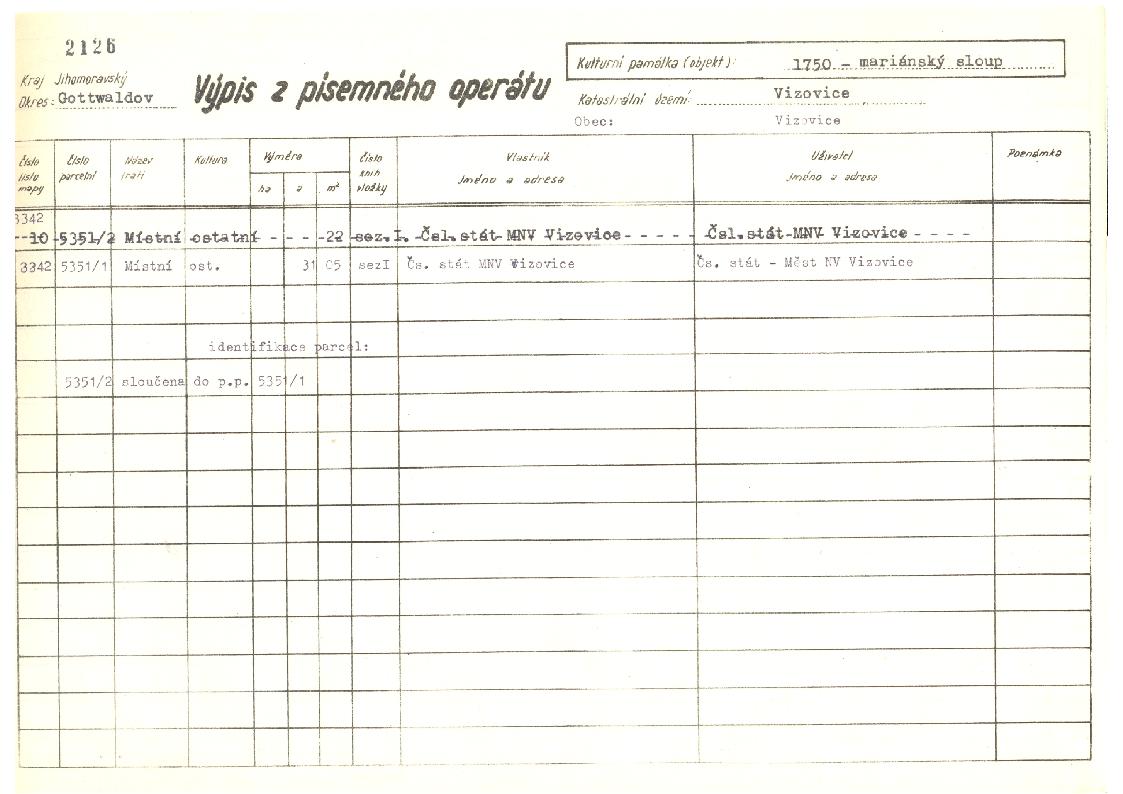 2126
Kraj Jihomoravský
Okres: Gottwaldov
Výpis z písemného operátu
Kulturní památka (objekt): 1750 - mariánský sloup
Katastrální území: Vizovice
Obec: Vizovice
Číslo listu mapy
Číslo parcelní
Název trati
Kultura
Výměra
ha a m²
Číslo knih vložky
Vlastník
Jméno a adresa
Uživatel
Jméno a adresa
Poznámka
3342
--10 5351/2 Místní ostatní - - - -22 sez.I. -Čsl.stát-MNV Vizovice - - - - - -Čsl.stát-MNV Vizovice - - - -
3342 5351/1 Místní ost. 31 05 sezI Čs. stát MNV Vizovice Čs. stát - Měst NV Vizovice
identifikace parcel:
5351/2 sloučena do p.p. 5351/1